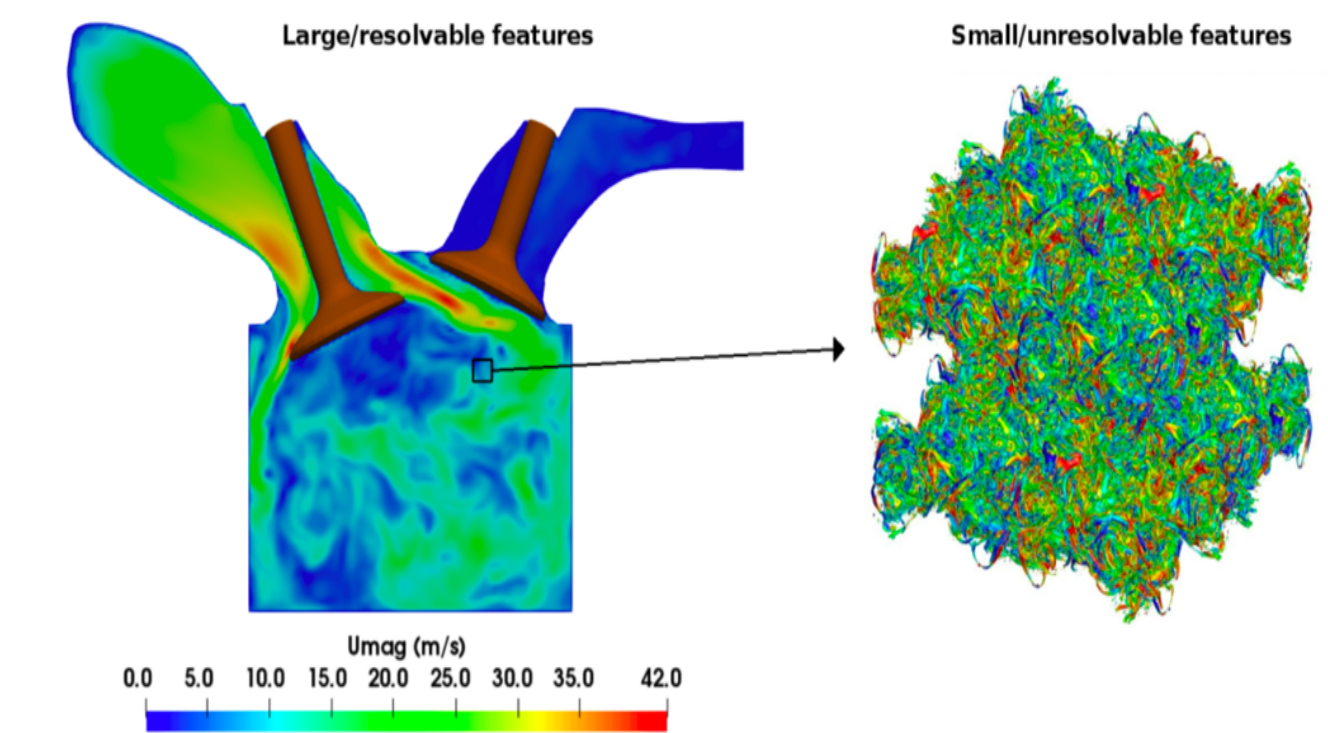 Large/resolvable features
Small/unresolvable features
Umag (m/s)
0.0 5.0 10.0 15.0 20.0 25.0 30.0 35.0 42.0